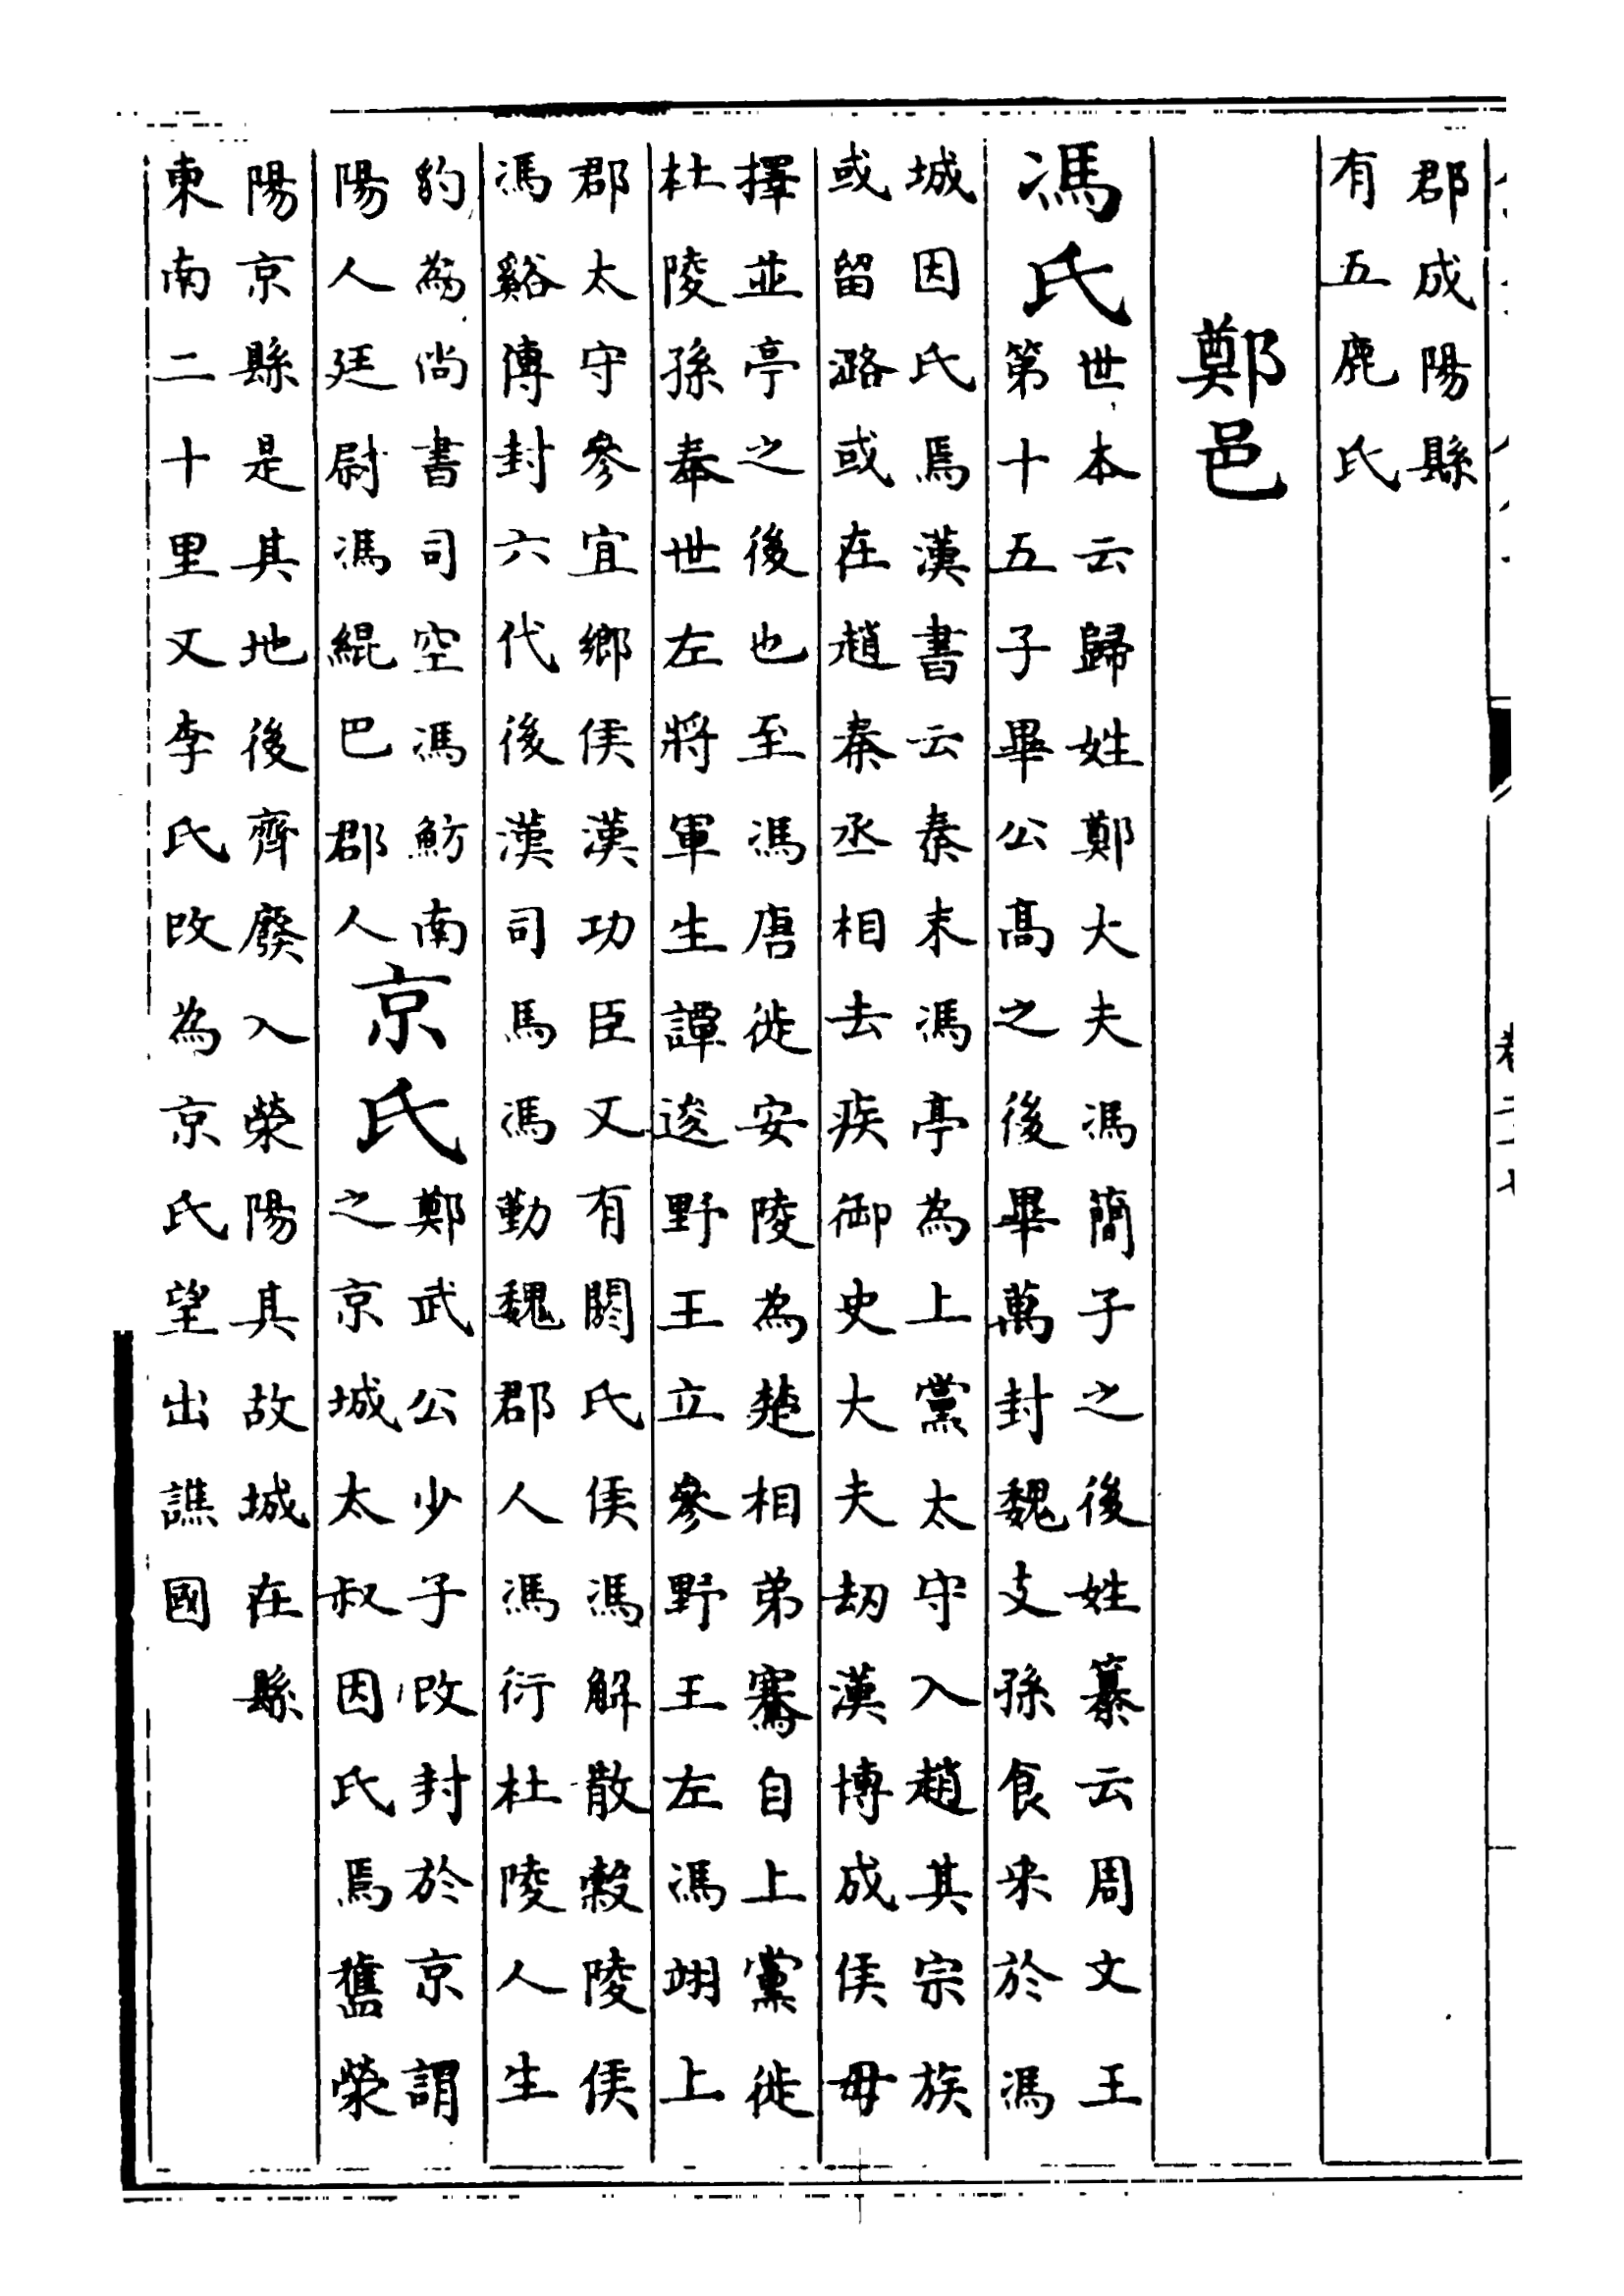 郡成陽縣
有五鹿氏
鄭邑
馮氏
世本云歸姓鄭大夫馮簡子之後姓纂云周文王
第十五子畢公髙之後畢萬封魏支孫食采於馮
城因氏焉漢書云秦末馮亭為上黨太守入趙其宗族
或留潞或在趙秦丞相去疾御史大夫劫漢博成侯毋
擇並亭之後也至馮唐徙安陵為楚相弟騫自上黨徙
杜陵孫奉世左將軍生譚逡野王立參野王左馮翊上
郡太守參宜鄉侯漢功臣又有閼氏侯馮解散穀陵侯
馮谿傅封六代後漢司馬馮勤魏郡人馮衍杜陵人生
豹為尚書司空馮魴南
陽人廷尉馮緄巴郡人
京氏
鄭武公少子改封於京謂
之京城太叔因氏焉舊滎
陽京縣是其地後齊廢入滎陽其故城在縣
東南二十里又李氏改為京氏望出譙國